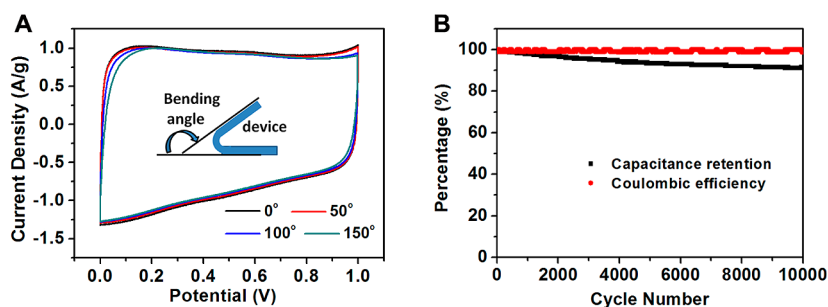 A
Current Density (A/g)
1.0
0.5
0.0
-0.5
-1.0
-1.5
Bending
angle
device
0° 50°
100° 150°
0.0 0.2 0.4 0.6 0.8 1.0
Potential (V)
B
Percentage (%)
100
80
60
40
20
0
Capacitance retention
Coulombic efficiency
0 2000 4000 6000 8000 10000
Cycle Number